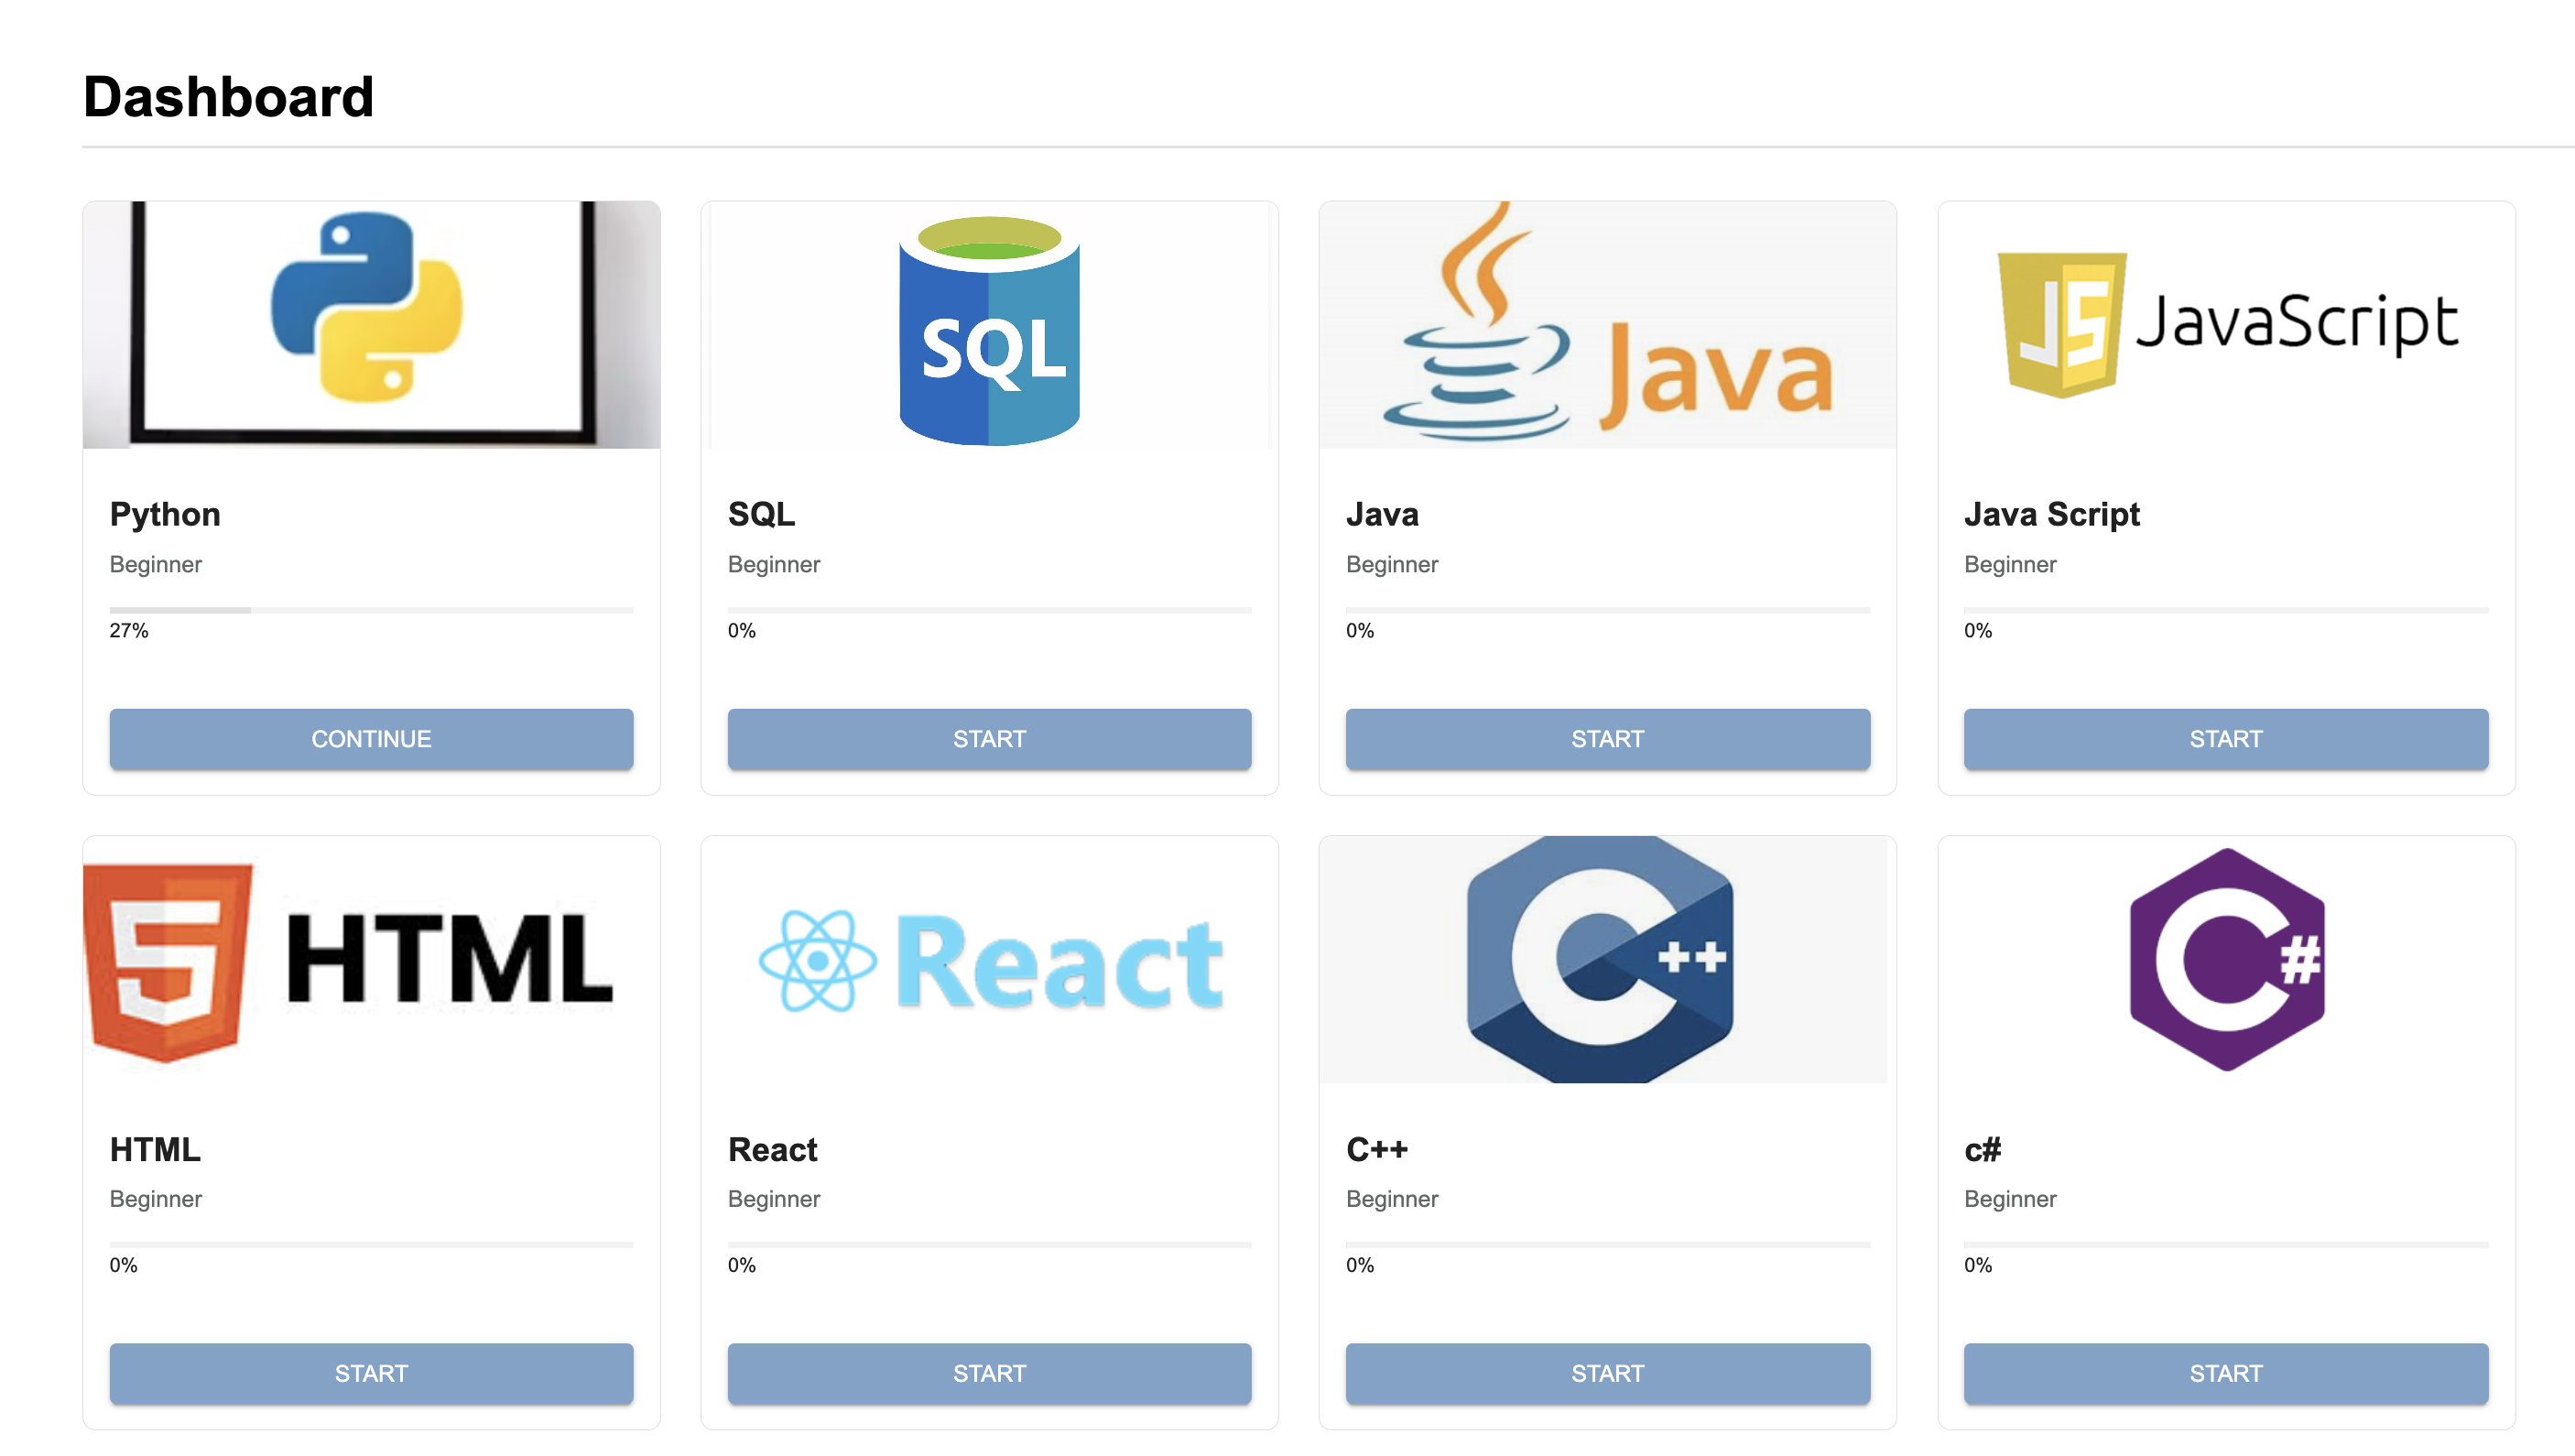 Dashboard
SQL
Java
JS JavaScript
Python
Beginner
27%
CONTINUE
SQL
Beginner
0%
START
Java
Beginner
0%
START
Java Script
Beginner
0%
START
5 HTML
React
C++
C#
HTML
Beginner
0%
START
React
Beginner
0%
START
C++
Beginner
0%
START
c#
Beginner
0%
START